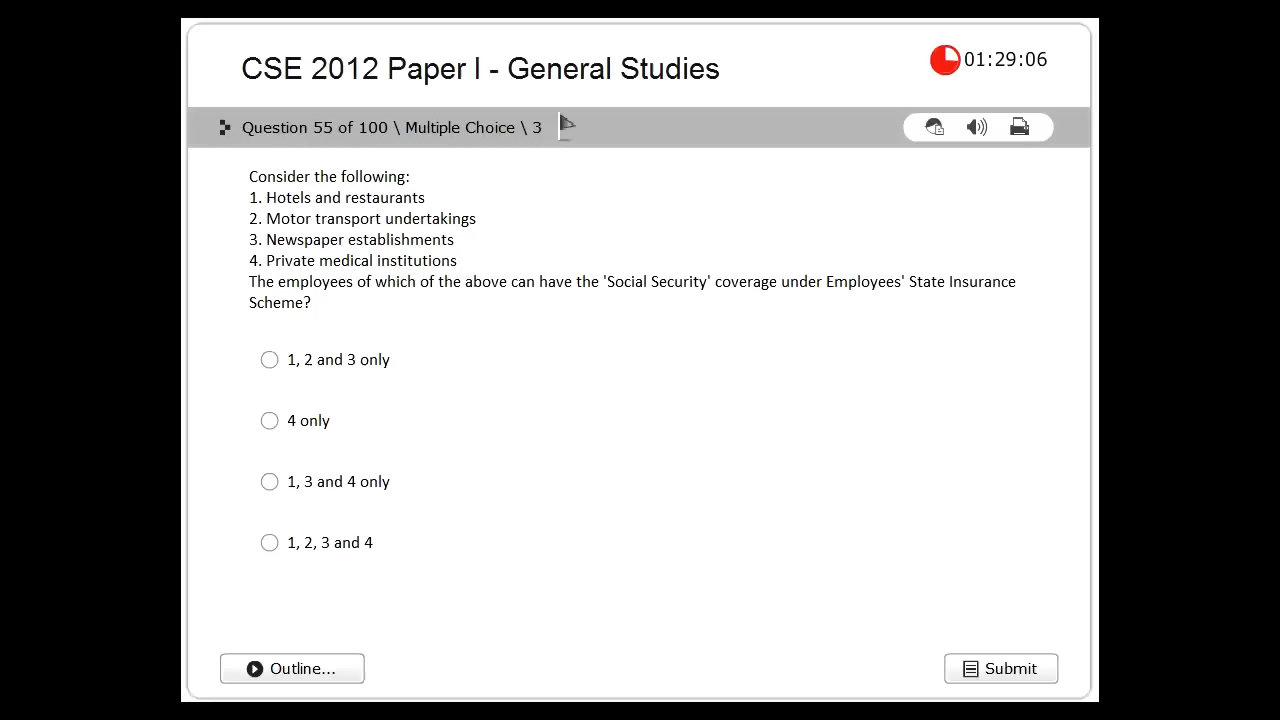 CSE 2012 Paper I - General Studies
01:29:06
Question 55 of 100 \ Multiple Choice \ 3
Consider the following:
1. Hotels and restaurants
2. Motor transport undertakings
3. Newspaper establishments
4. Private medical institutions
The employees of which of the above can have the 'Social Security' coverage under Employees' State Insurance
Scheme?
1, 2 and 3 only
4 only
1, 3 and 4 only
1, 2, 3 and 4
Outline...
Submit